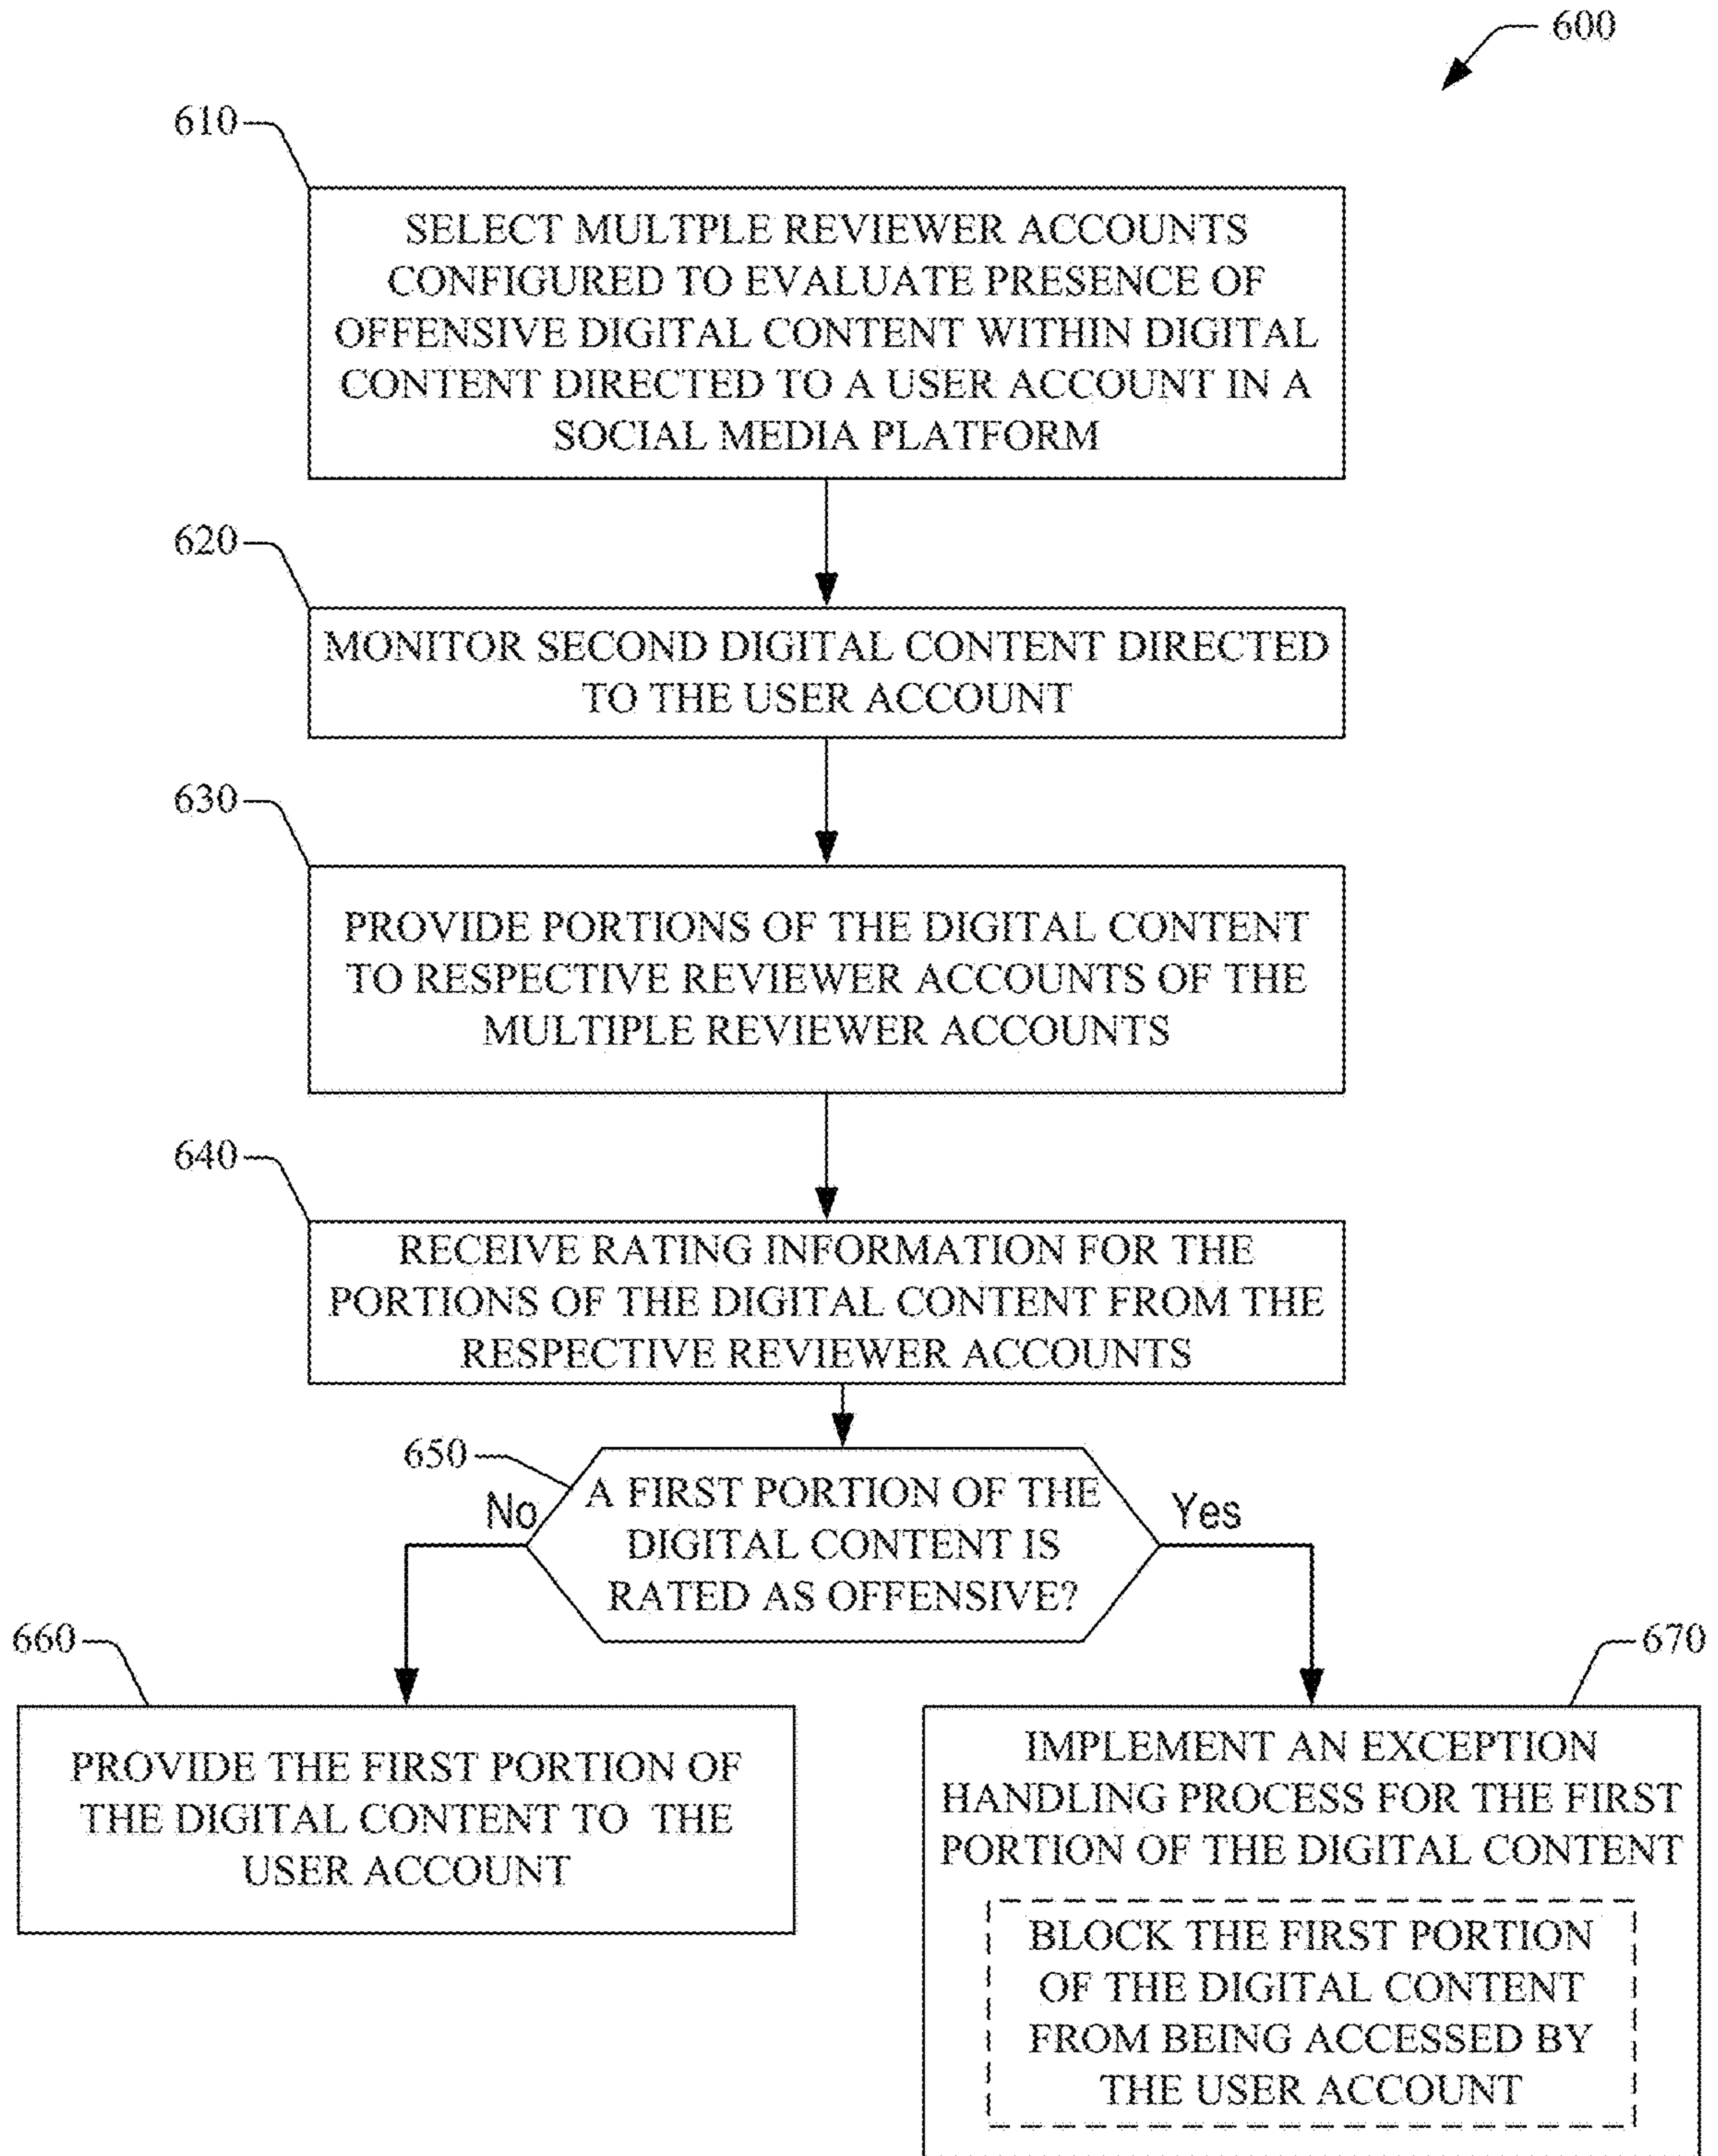 600
610
SELECT MULTPLE REVIEWER ACCOUNTS
CONFIGURED TO EVALUATE PRESENCE OF
OFFENSIVE DIGITAL CONTENT WITHIN DIGITAL
CONTENT DIRECTED TO A USER ACCOUNT IN A
SOCIAL MEDIA PLATFORM
620
MONITOR SECOND DIGITAL CONTENT DIRECTED
TO THE USER ACCOUNT
630
PROVIDE PORTIONS OF THE DIGITAL CONTENT
TO RESPECTIVE REVIEWER ACCOUNTS OF THE
MULTIPLE REVIEWER ACCOUNTS
640
RECEIVE RATING INFORMATION FOR THE
PORTIONS OF THE DIGITAL CONTENT FROM THE
RESPECTIVE REVIEWER ACCOUNTS
650
A FIRST PORTION OF THE
DIGITAL CONTENT IS
RATED AS OFFENSIVE?
No
Yes
660
PROVIDE THE FIRST PORTION OF
THE DIGITAL CONTENT TO THE
USER ACCOUNT
670
IMPLEMENT AN EXCEPTION
HANDLING PROCESS FOR THE FIRST
PORTION OF THE DIGITAL CONTENT
BLOCK THE FIRST PORTION
OF THE DIGITAL CONTENT
FROM BEING ACCESSED BY
THE USER ACCOUNT